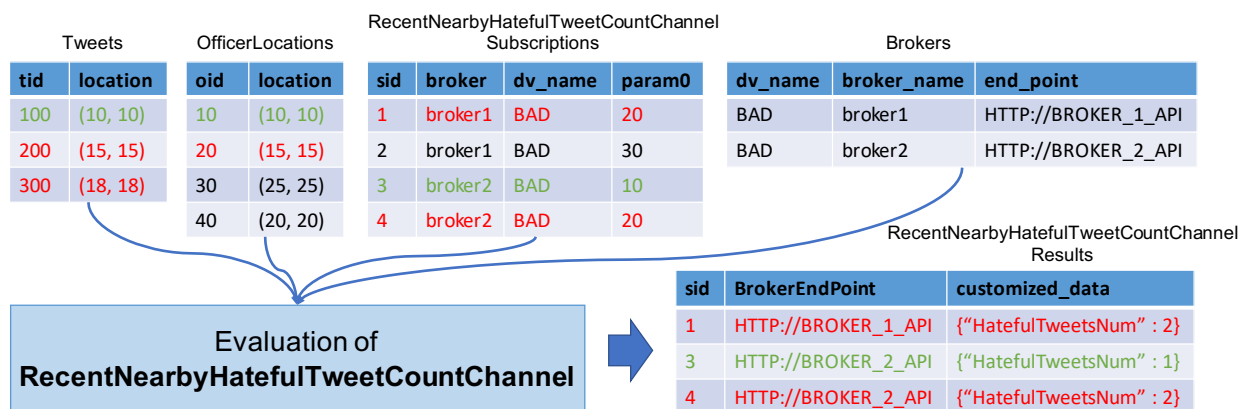 Tweets
tid location
100 (10, 10)
200 (15, 15)
300 (18, 18)
OfficerLocations
oid location
10 (10, 10)
20 (15, 15)
30 (25, 25)
40 (20, 20)
RecentNearbyHatefulTweetCountChannel
Subscriptions
sid broker dv_name param0
1 broker1 BAD 20
2 broker1 BAD 30
3 broker2 BAD 10
4 broker2 BAD 20
Brokers
dv_name broker_name end_point
BAD broker1 HTTP://BROKER_1_API
BAD broker2 HTTP://BROKER_2_API
Evaluation of
RecentNearbyHatefulTweetCountChannel
RecentNearbyHatefulTweetCountChannel
Results
sid BrokerEndPoint customized_data
1 HTTP://BROKER_1_API {“HatefulTweetsNum” : 2}
3 HTTP://BROKER_2_API {“HatefulTweetsNum” : 1}
4 HTTP://BROKER_2_API {“HatefulTweetsNum” : 2}